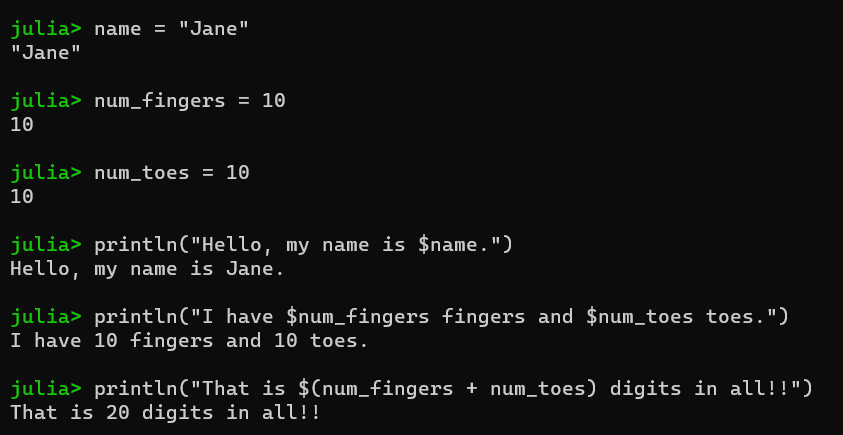 julia> name = "Jane"
"Jane"
julia> num_fingers = 10
10
julia> num_toes = 10
10
julia> println("Hello, my name is $name.")
Hello, my name is Jane.
julia> println("I have $num_fingers fingers and $num_toes toes.")
I have 10 fingers and 10 toes.
julia> println("That is $(num_fingers + num_toes) digits in all!!")
That is 20 digits in all!!